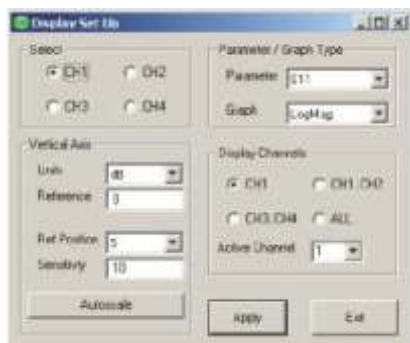 Display Set Up
Select
CH1
CH2
CH3
CH4
Parameter / Graph Type
Parameter
S11
Graph
LogMag
Vertical Axis
Units
dB
Reference
0
Ref Position
5
Sensitivity
10
Autoscale
Display Channels
CH1
CH1 CH2
CH3 CH4
ALL
Active Channel
1
Apply
Exit